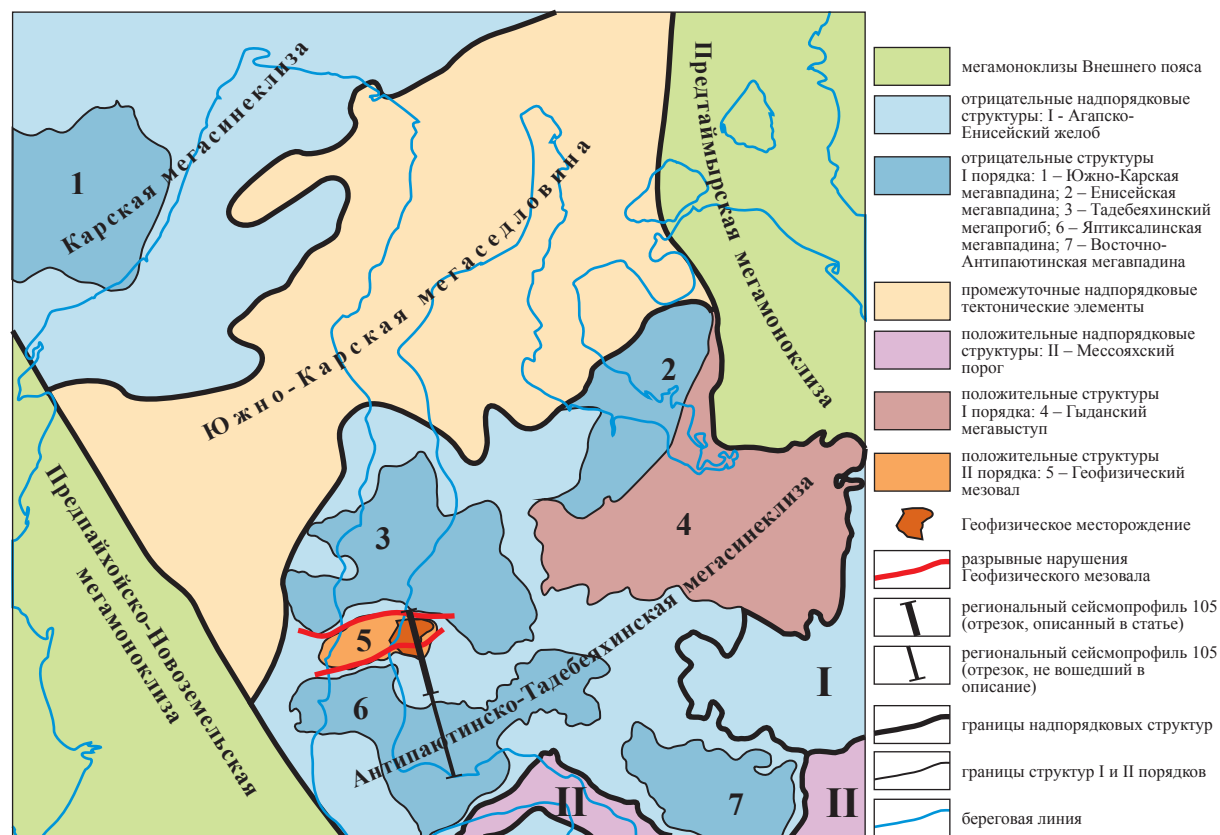 Карская мегасинеклиза
Южно-Карская мегаседловина
Предтаймырская мегамоноклиза
Предпайхойско-Новоземельская
мегамоноклиза
Антипаютинско-Тадебеяхинская мегасинеклиза
1
2
3
4
5
6
7
I
II
II
мегамоноклизы Внешнего пояса
отрицательные надпорядковые
структуры: I - Агапско-
Енисейский желоб
отрицательные структуры
I порядка: 1 – Южно-Карская
мегавпадина; 2 – Енисейская
мегавпадина; 3 – Тадебеяхинский
мегапрогиб; 6 – Яптиксалинская
мегавпадина; 7 – Восточно-
Антипаютинская мегавпадина
промежуточные надпорядковые
тектонические элементы
положительные надпорядковые
структуры: II – Мессояхский
порог
положительные структуры
I порядка: 4 – Гыданский
мегавыступ
положительные структуры
II порядка: 5 – Геофизический
мезовал
Геофизическое месторождение
разрывные нарушения
Геофизического мезовала
региональный сейсмопрофиль 105
(отрезок, описанный в статье)
региональный сейсмопрофиль 105
(отрезок, не вошедший в
описание)
границы надпорядковых структур
границы структур I и II порядков
береговая линия